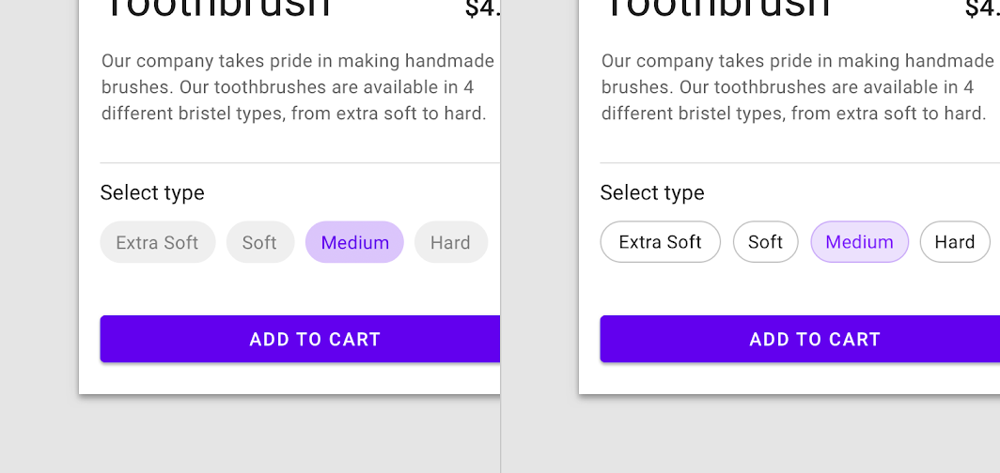 Toothbrush $4.
Our company takes pride in making handmade
brushes. Our toothbrushes are available in 4
different bristel types, from extra soft to hard.
Select type
Extra Soft Soft Medium Hard
ADD TO CART
Toothbrush $4.
Our company takes pride in making handmade
brushes. Our toothbrushes are available in 4
different bristel types, from extra soft to hard.
Select type
Extra Soft Soft Medium Hard
ADD TO CART